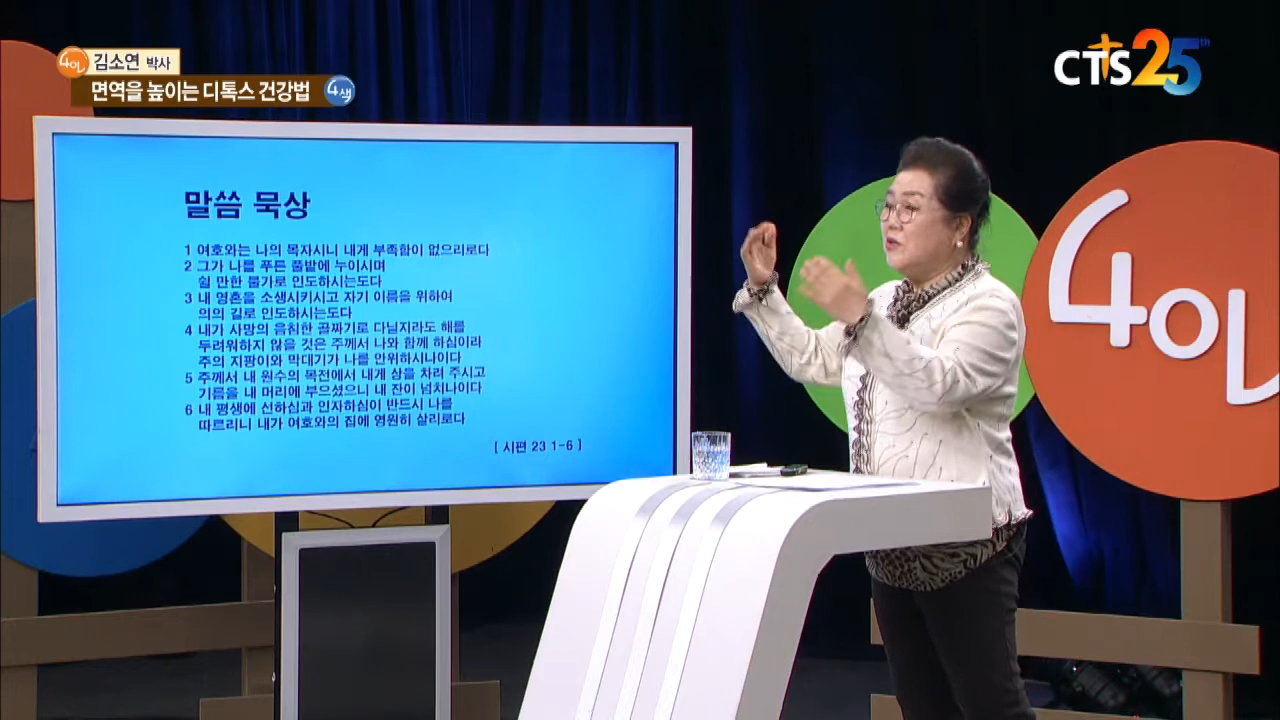 4인
김소연 박사
면역을 높이는 디톡스 건강법
4색
CTS25th
말씀 묵상
1 여호와는 나의 목자시니 내게 부족함이 없으리로다
2 그가 나를 푸른 풀밭에 누이시며
쉴 만한 물가로 인도하시는도다
3 내 영혼을 소생시키시고 자기 이름을 위하여
의의 길로 인도하시는도다
4 내가 사망의 음침한 골짜기로 다닐지라도 해를
두려워하지 않을 것은 주께서 나와 함께 하심이라
주의 지팡이와 막대기가 나를 안위하시나이다
5 주께서 내 원수의 목전에서 내게 상을 차려 주시고
기름을 내 머리에 부으셨으니 내 잔이 넘치나이다
6 내 평생에 선하심과 인자하심이 반드시 나를
따르리니 내가 여호와의 집에 영원히 살리로다
[ 시편 23 1-6 ]
4인